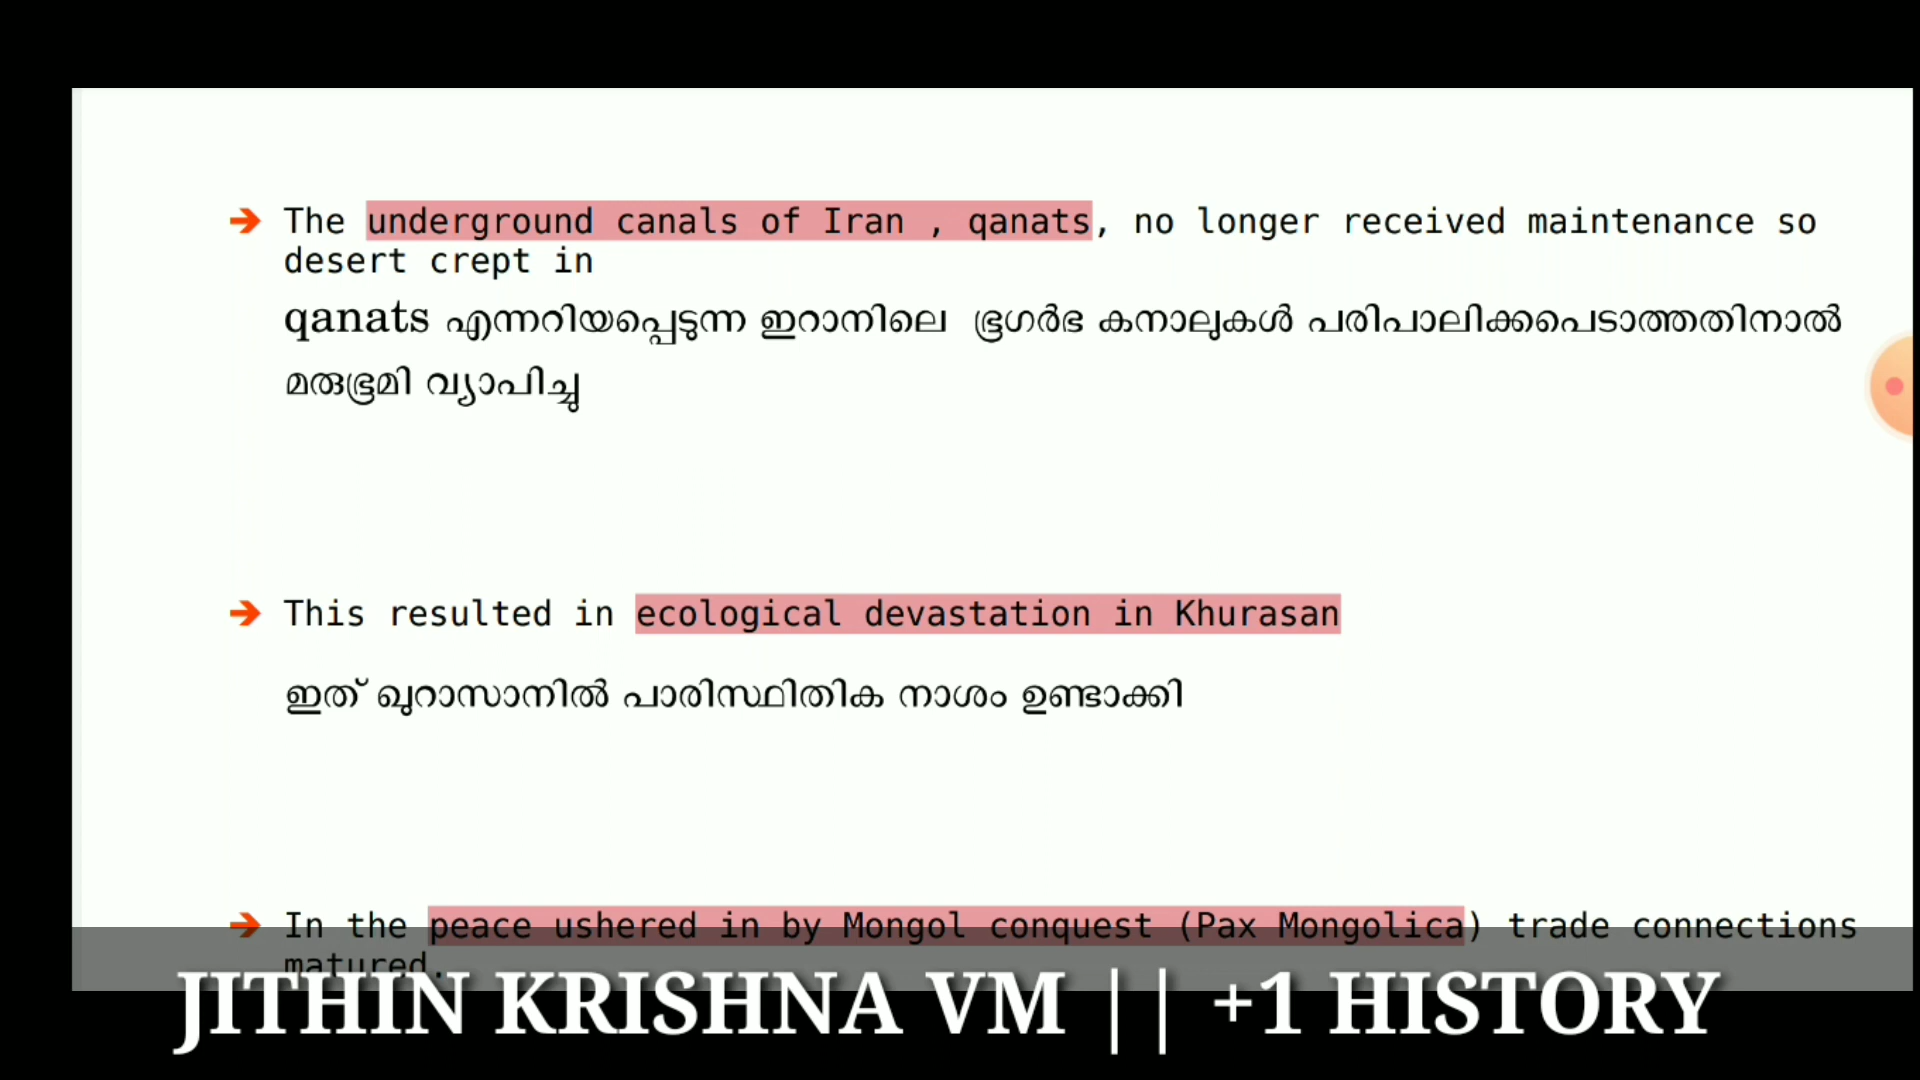 ➔ The underground canals of Iran , qanats, no longer received maintenance so
desert crept in
qanats എന്നറിയപ്പെടുന്ന ഇറാനിലെ ഭൂഗർഭ കനാലുകൾ പരിപാലിക്കപെടാത്തതിനാൽ
മരുഭൂമി വ്യാപിച്ചു
➔ This resulted in ecological devastation in Khurasan
ഇത് ഖുറാസാനിൽ പാരിസ്ഥിതിക നാശം ഉണ്ടാക്കി
➔ In the peace ushered in by Mongol conquest (Pax Mongolica) trade connections
matured.
JITHIN KRISHNA VM || +1 HISTORY